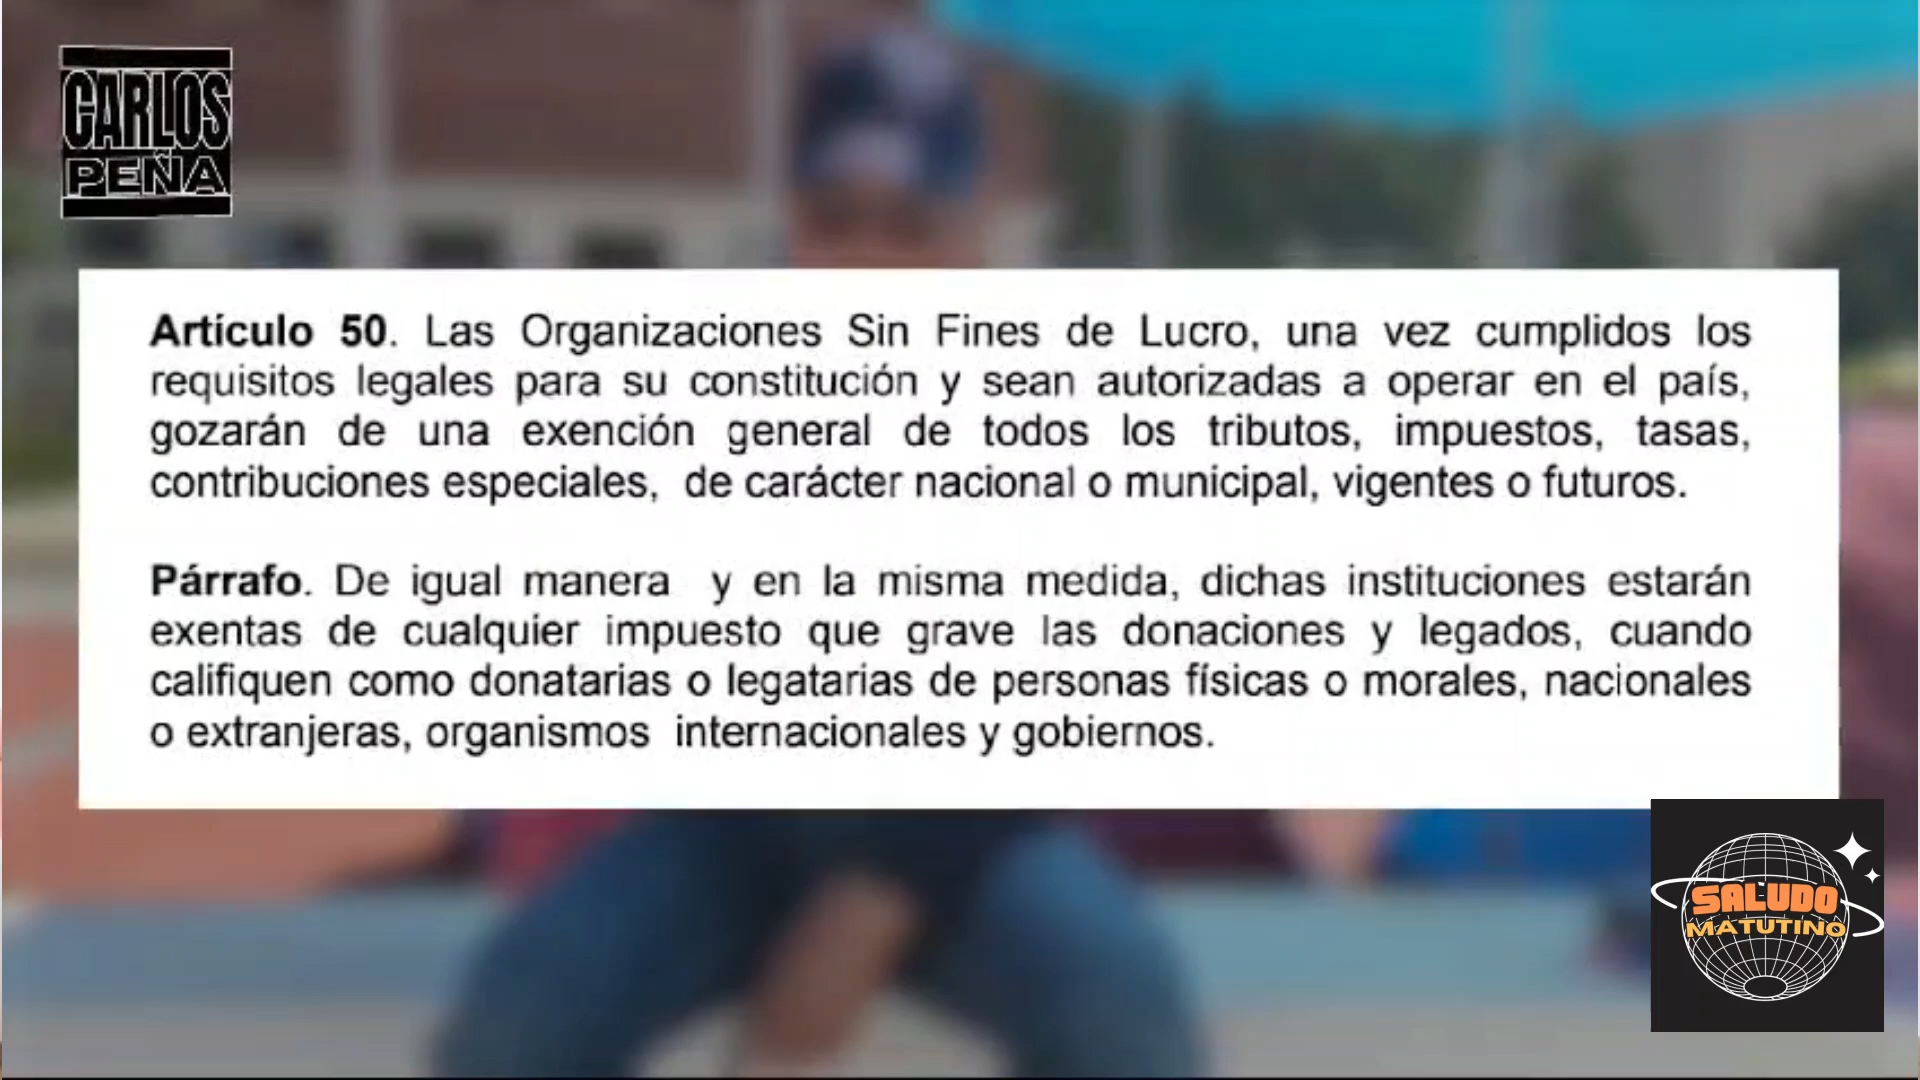 CARLOS
PEÑA
Artículo 50. Las Organizaciones Sin Fines de Lucro, una vez cumplidos los
requisitos legales para su constitución y sean autorizadas a operar en el país,
gozarán de una exención general de todos los tributos, impuestos, tasas,
contribuciones especiales, de carácter nacional o municipal, vigentes o futuros.
Párrafo. De igual manera y en la misma medida, dichas instituciones estarán
exentas de cualquier impuesto que grave las donaciones y legados, cuando
califiquen como donatarias o legatarias de personas físicas o morales, nacionales
o extranjeras, organismos internacionales y gobiernos.
SALUDO
MATUTINO